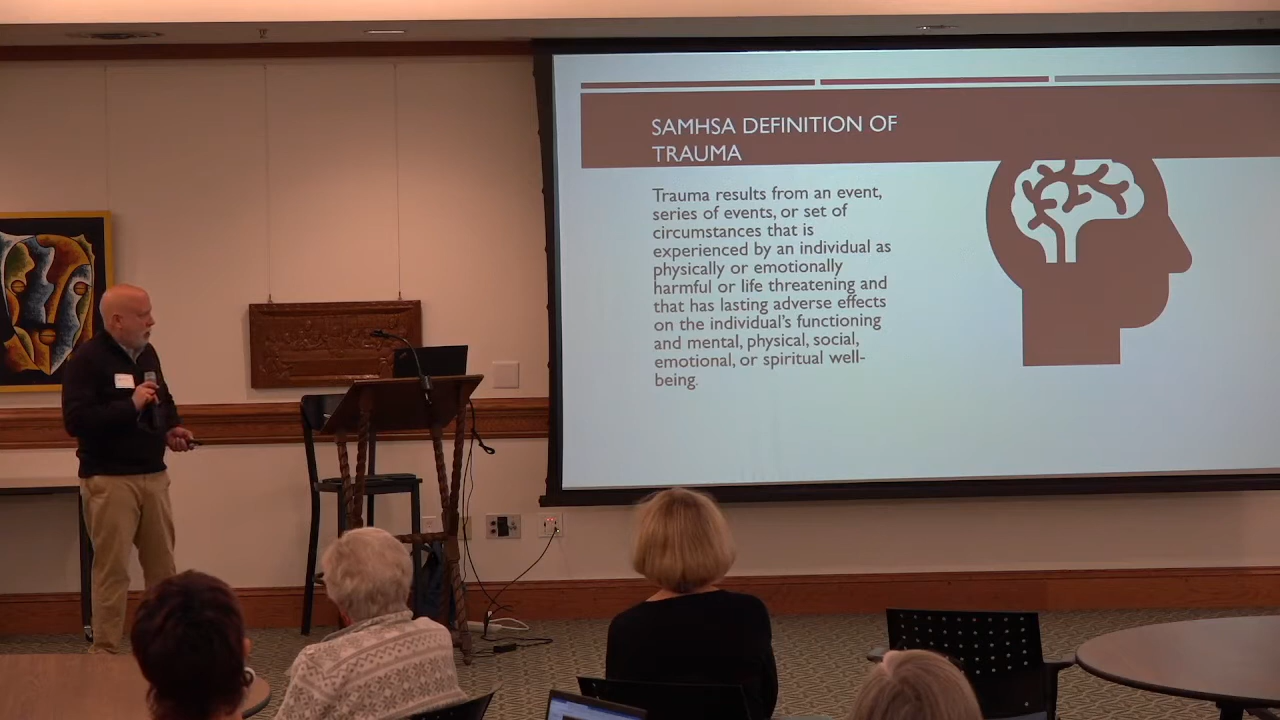 SAMHSA DEFINITION OF
TRAUMA
Trauma results from an event,
series of events, or set of
circumstances that is
experienced by an individual as
physically or emotionally
harmful or life threatening and
that has lasting adverse effects
on the individual's functioning
and mental, physical, social,
emotional, or spiritual well-
being.